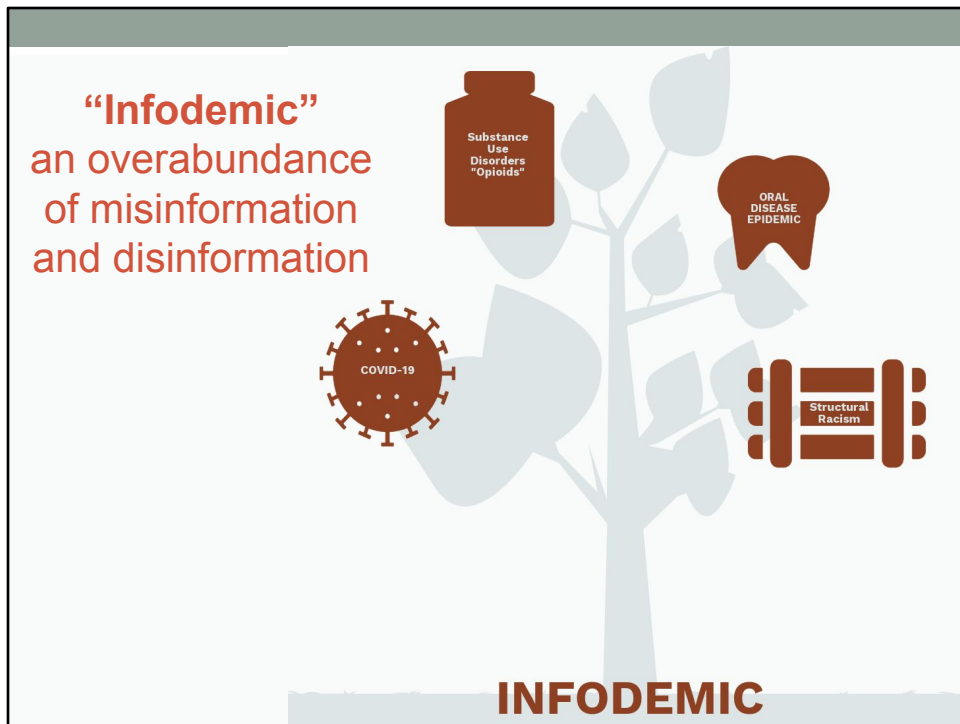 “Infodemic”
an overabundance
of misinformation
and disinformation
Substance
Use
Disorders
"Opioids"
ORAL
DISEASE
EPIDEMIC
COVID-19
Structural
Racism
INFODEMIC